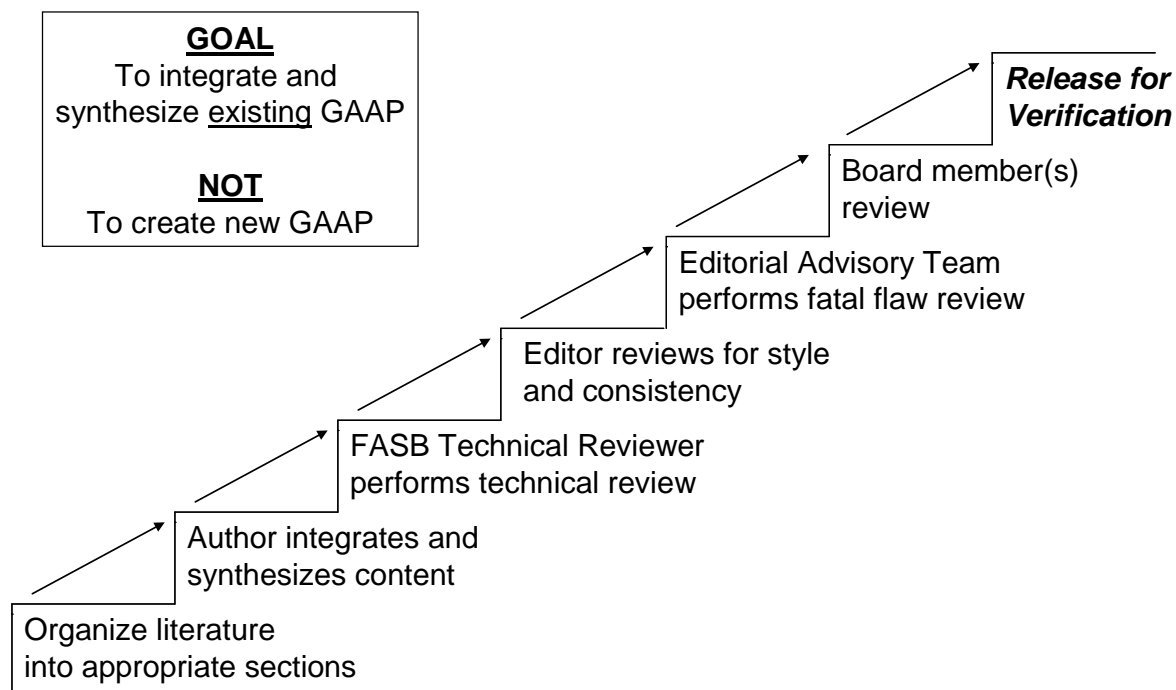 GOAL
To integrate and
synthesize existing GAAP
NOT
To create new GAAP
Release for
Verification
Board member(s)
review
Editorial Advisory Team
performs fatal flaw review
Editor reviews for style
and consistency
FASB Technical Reviewer
performs technical review
Author integrates and
synthesizes content
Organize literature
into appropriate sections